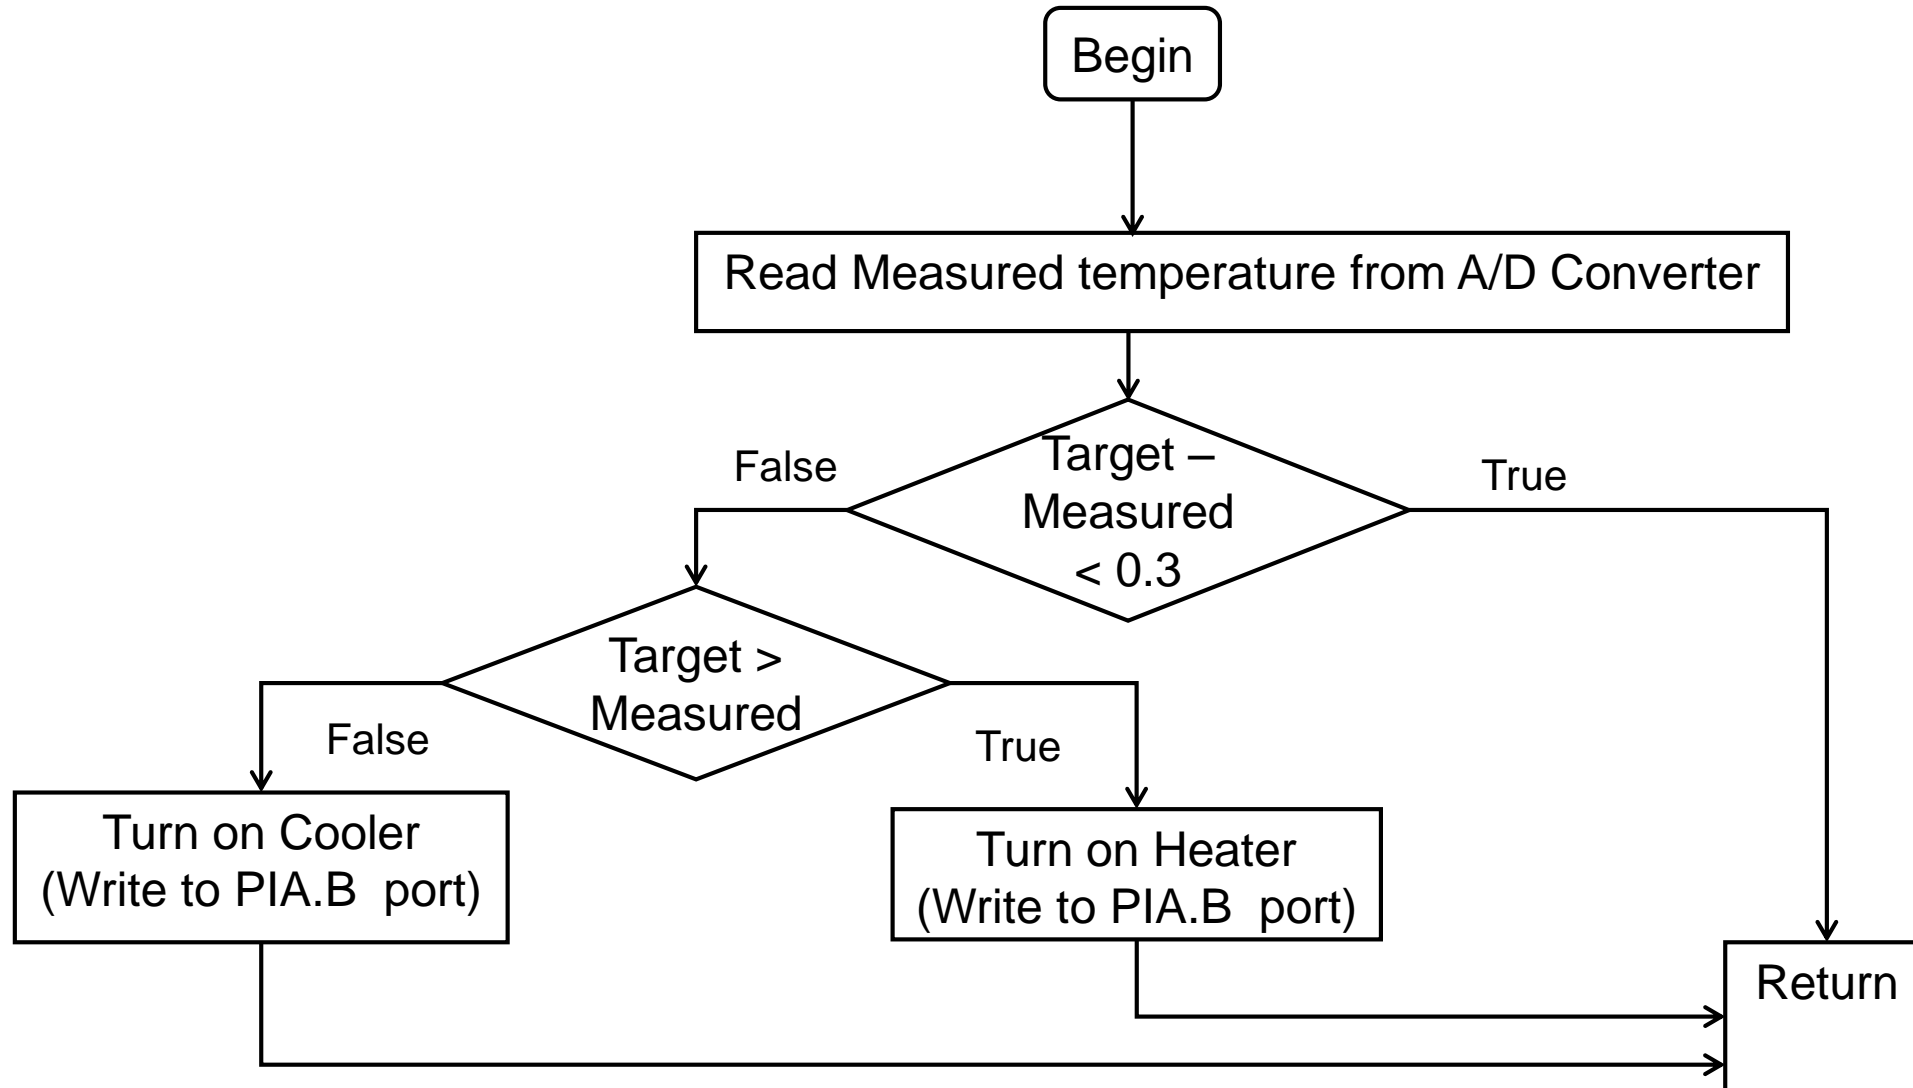 Begin
Read Measured temperature from A/D Converter
Target –
Measured
< 0.3
False
True
Target >
Measured
False
True
Turn on Cooler
(Write to PIA.B  port)
Turn on Heater
(Write to PIA.B  port)
Return